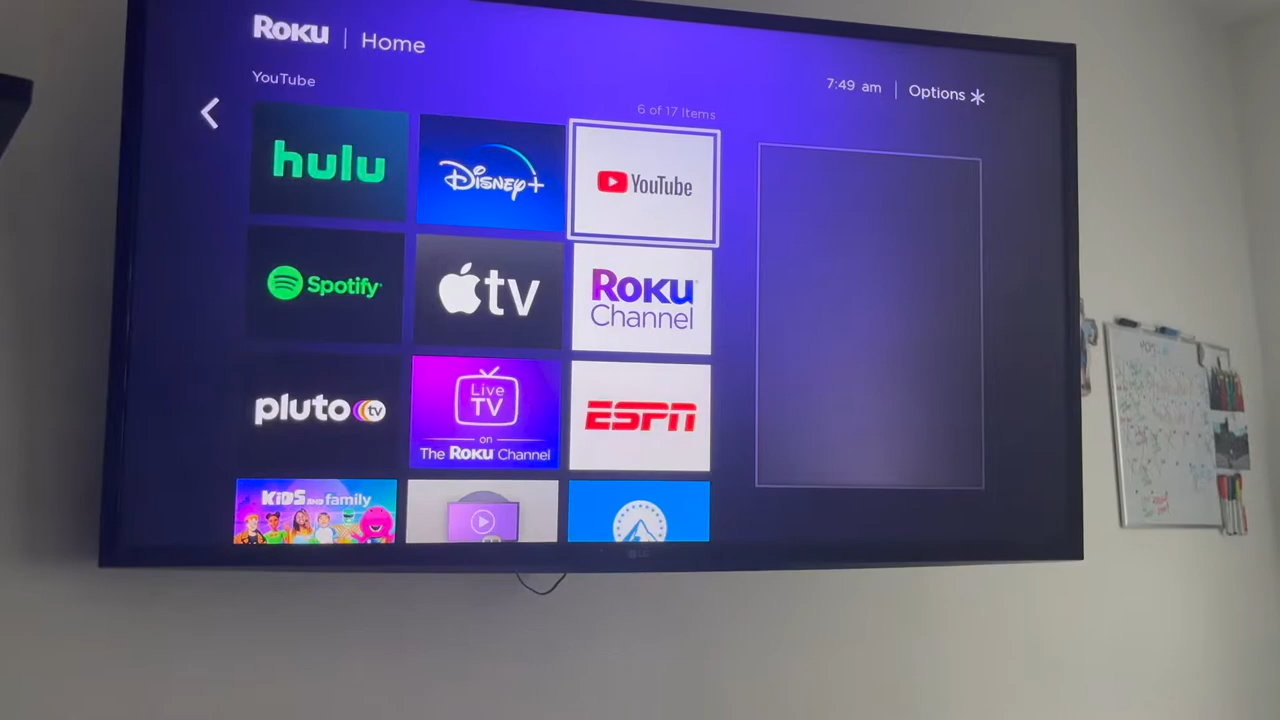 Roku | Home
YouTube
7:49 am | Options
6 of 17 Items
hulu
Disney+
YouTube
Spotify
tv
Roku Channel
pluto tv
Live TV
on
The Roku Channel
ESPN
KIDS AND family
LG